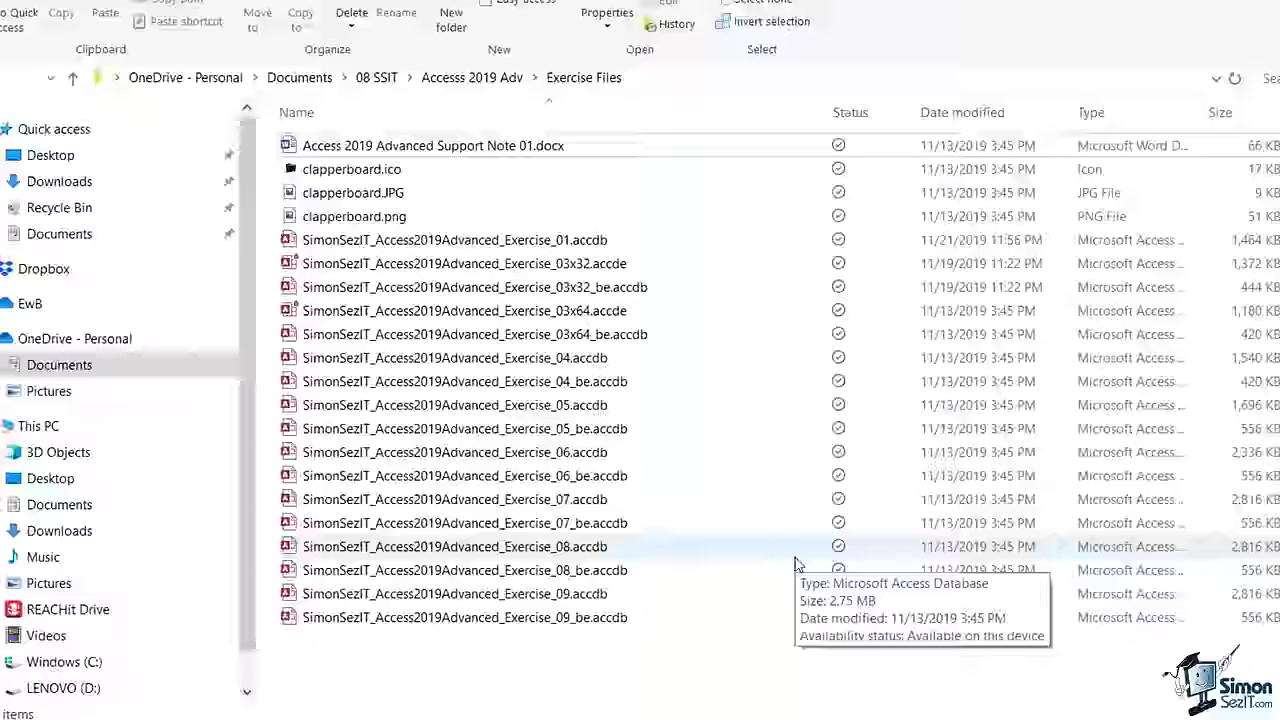 to Quick Copy Paste Paste shortcut Move Copy Delete Rename New Properties History Select none
access to to folder Invert selection
Clipboard Organize New Open Select
OneDrive - Personal > Documents > 08 SSIT > Accesss 2019 Adv > Exercise Files
Name Status Date modified Type Size
Access 2019 Advanced Support Note 01.docx 11/13/2019 3:45 PM Microsoft Word D... 66 KB
clapperboard.ico 11/13/2019 3:45 PM Icon 17 KB
clapperboard.JPG 11/13/2019 3:45 PM JPG File 9 KB
clapperboard.png 11/13/2019 3:45 PM PNG File 51 KB
SimonSezIT_Access2019Advanced_Exercise_01.accdb 11/21/2019 11:56 PM Microsoft Access ... 1,464 KB
SimonSezIT_Access2019Advanced_Exercise_03x32.accde 11/19/2019 11:22 PM Microsoft Access ... 1,372 KB
SimonSezIT_Access2019Advanced_Exercise_03x32_be.accdb 11/19/2019 11:22 PM Microsoft Access ... 444 KB
SimonSezIT_Access2019Advanced_Exercise_03x64.accde 11/13/2019 3:45 PM Microsoft Access ... 1,180 KB
SimonSezIT_Access2019Advanced_Exercise_03x64_be.accdb 11/13/2019 3:45 PM Microsoft Access ... 420 KB
SimonSezIT_Access2019Advanced_Exercise_04.accdb 11/13/2019 3:45 PM Microsoft Access ... 1,540 KB
SimonSezIT_Access2019Advanced_Exercise_04_be.accdb 11/13/2019 3:45 PM Microsoft Access ... 420 KB
SimonSezIT_Access2019Advanced_Exercise_05.accdb 11/13/2019 3:45 PM Microsoft Access ... 1,696 KB
SimonSezIT_Access2019Advanced_Exercise_05_be.accdb 11/13/2019 3:45 PM Microsoft Access ... 556 KB
SimonSezIT_Access2019Advanced_Exercise_06.accdb 11/13/2019 3:45 PM Microsoft Access ... 2,336 KB
SimonSezIT_Access2019Advanced_Exercise_06_be.accdb 11/13/2019 3:45 PM Microsoft Access ... 556 KB
SimonSezIT_Access2019Advanced_Exercise_07.accdb 11/13/2019 3:45 PM Microsoft Access ... 2,816 KB
SimonSezIT_Access2019Advanced_Exercise_07_be.accdb 11/13/2019 3:45 PM Microsoft Access ... 556 KB
SimonSezIT_Access2019Advanced_Exercise_08.accdb 11/13/2019 3:45 PM Microsoft Access ... 2,816 KB
SimonSezIT_Access2019Advanced_Exercise_08_be.accdb 11/13/2019 3:45 PM Microsoft Access ... 556 KB
SimonSezIT_Access2019Advanced_Exercise_09.accdb Microsoft Access ... 2,816 KB
SimonSezIT_Access2019Advanced_Exercise_09_be.accdb Microsoft Access ... 556 KB
Type: Microsoft Access Database
Size: 2.75 MB
Date modified: 11/13/2019 3:45 PM
Availability status: Available on this device
Quick access
Desktop
Downloads
Recycle Bin
Documents
Dropbox
EwB
OneDrive - Personal
Documents
Pictures
This PC
3D Objects
Desktop
Documents
Downloads
Music
Pictures
REACHit Drive
Videos
Windows (C:)
LENOVO (D:)
items
Simon
SezIT.com